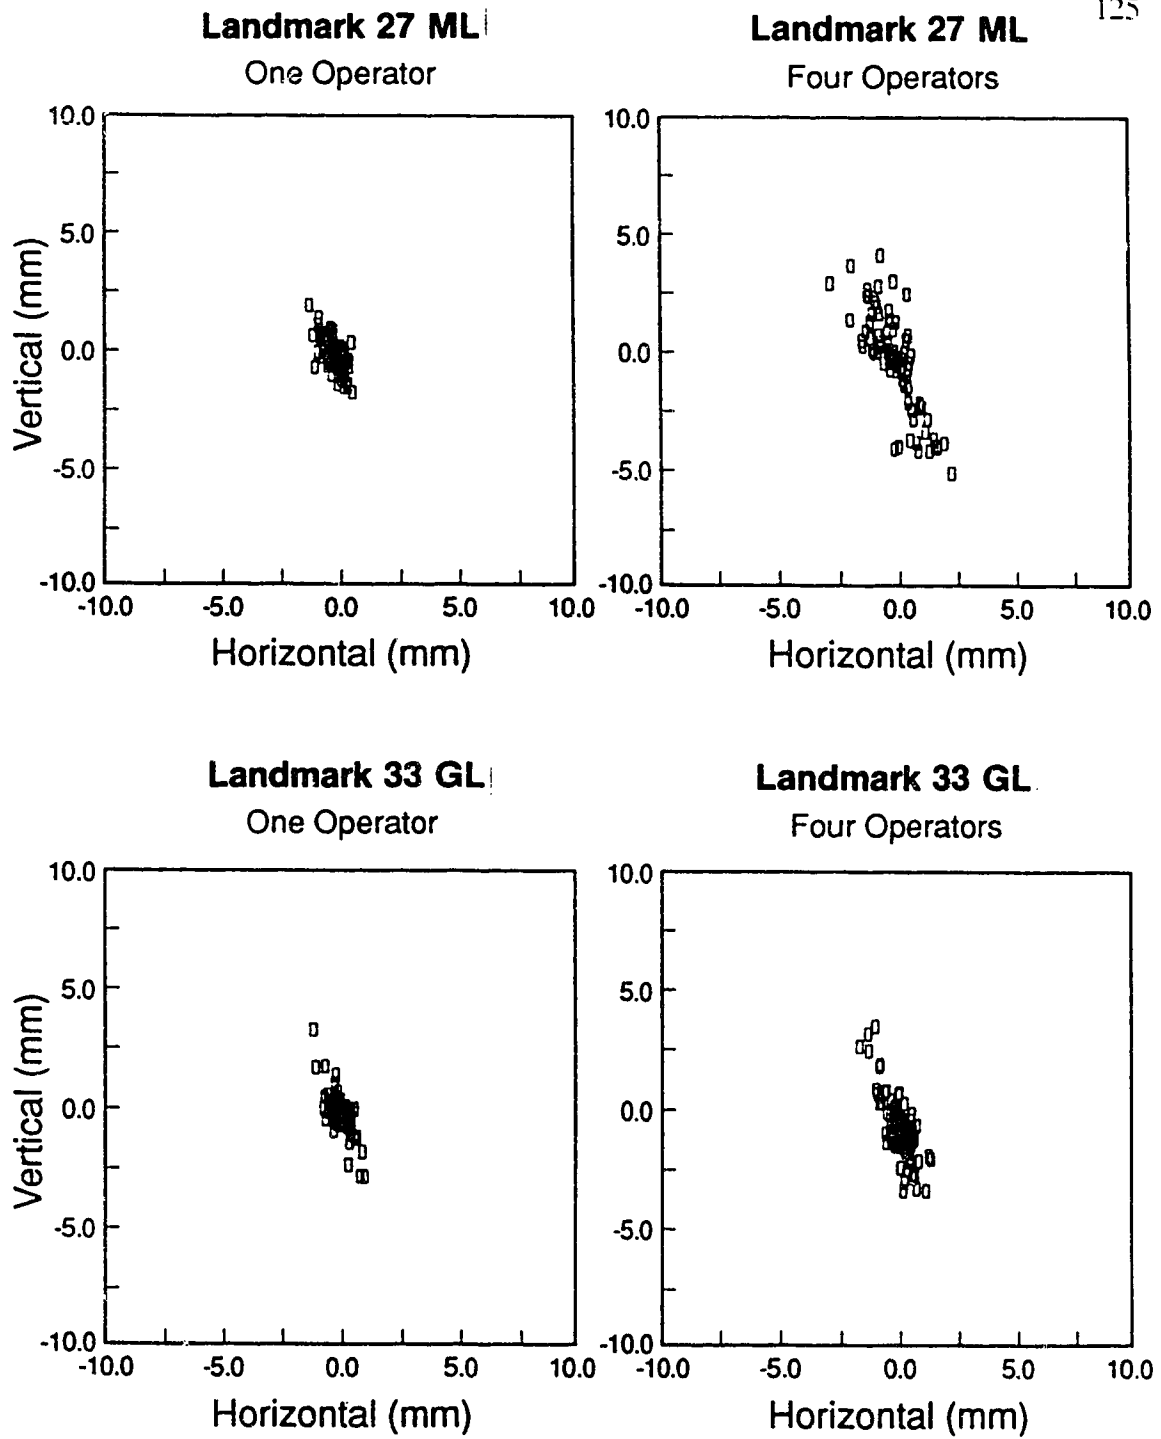 125
Landmark 27 ML
One Operator
10.0
5.0
0.0
-5.0
-10.0
Vertical (mm)
-10.0 -5.0 0.0 5.0 10.0
Horizontal (mm)
Landmark 27 ML
Four Operators
10.0
5.0
0.0
-5.0
-10.0
-10.0 -5.0 0.0 5.0 10.0
Horizontal (mm)
Landmark 33 GL
One Operator
10.0
5.0
0.0
-5.0
-10.0
Vertical (mm)
-10.0 -5.0 0.0 5.0 10.0
Horizontal (mm)
Landmark 33 GL
Four Operators
10.0
5.0
0.0
-5.0
-10.0
-10.0 -5.0 0.0 5.0 10.0
Horizontal (mm)